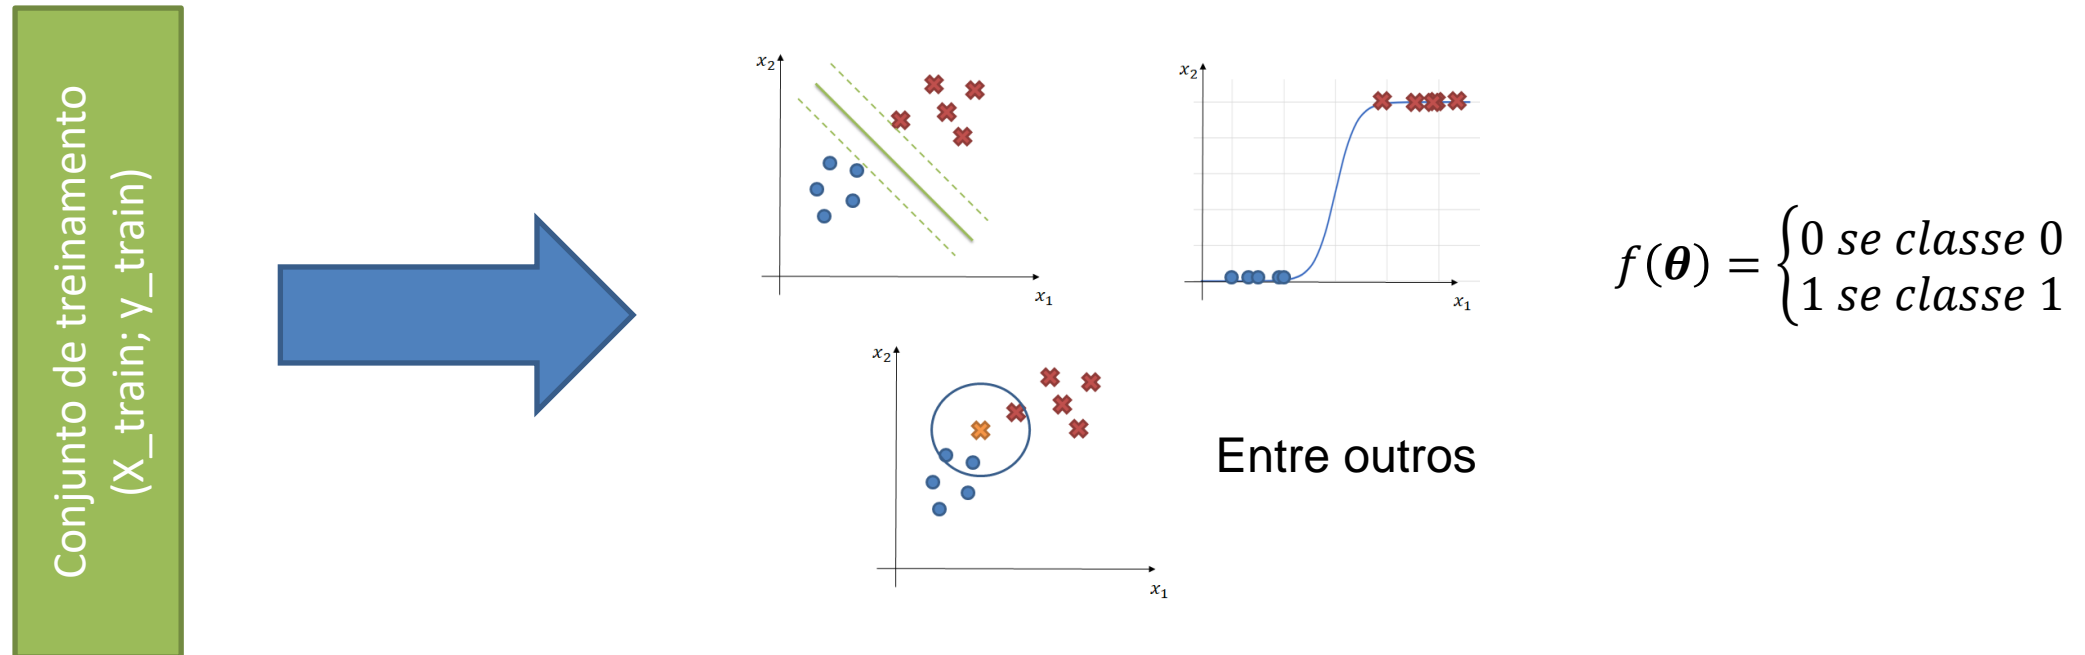 Conjunto de treinamento
(X_train; y_train)
x₂
x₁
x₂
x₁
x₂
x₁
Entre outros
f(θ) = {0 se classe 0
1 se classe 1